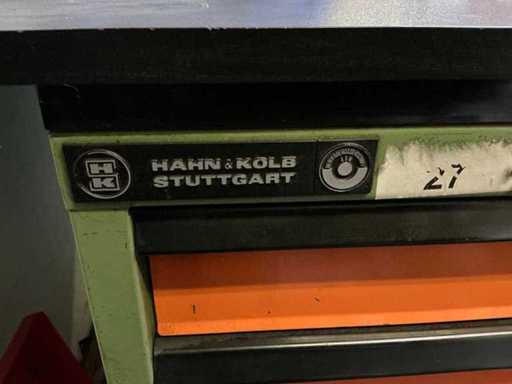 HK
HAHN & KOLB
STUTTGART
27